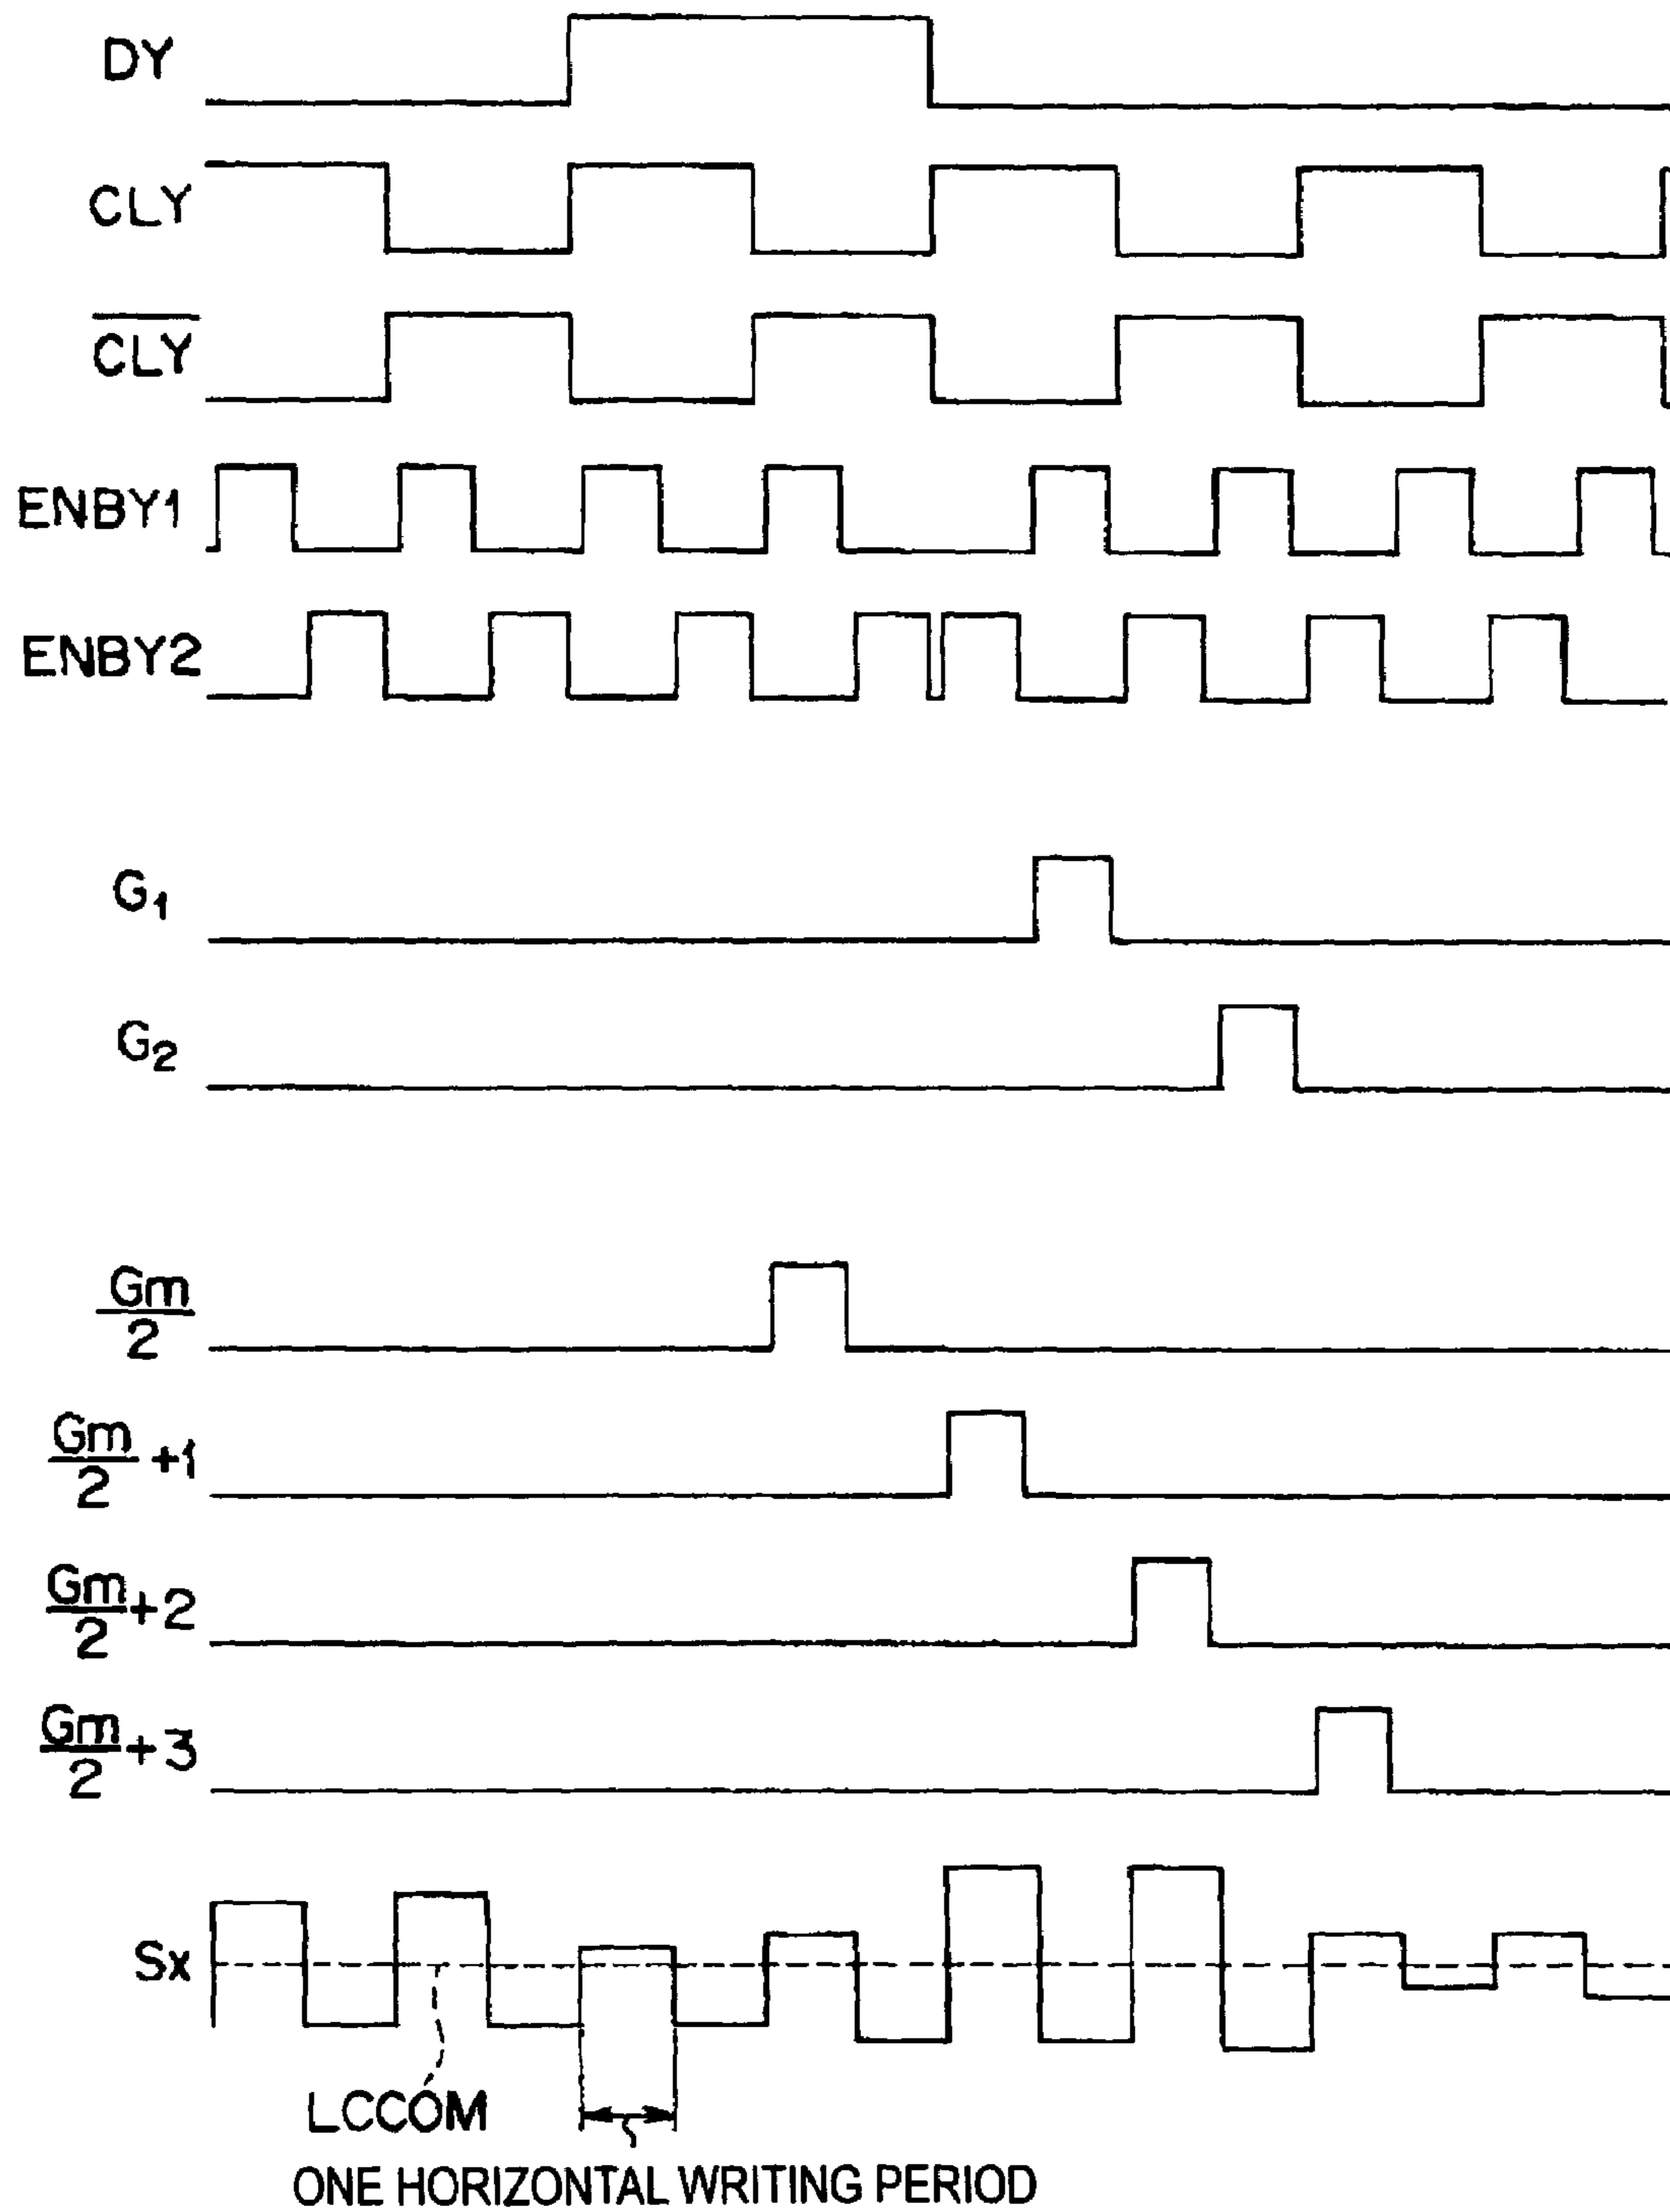 DY
CLY
C̅L̅Y̅
ENBY1
ENBY2
G₁
G₂
Gm
2
Gm
2 +1
Gm
2 +2
Gm
2 +3
Sx
LCCOM
ONE HORIZONTAL WRITING PERIOD